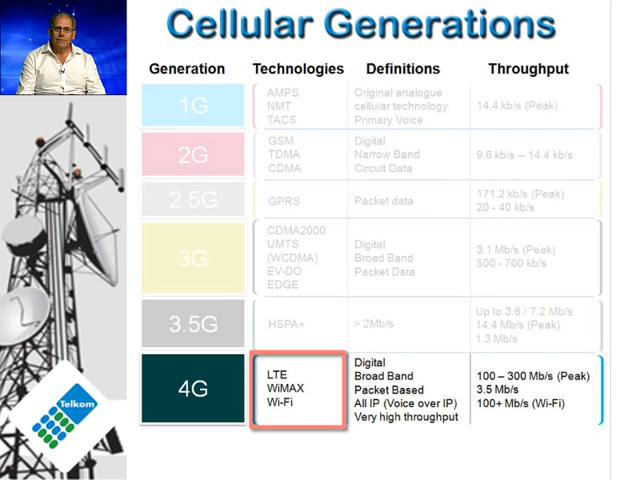 Cellular Generations
Generation Technologies Definitions Throughput
1G
AMPS
NMT
TACS
Original analogue
cellular technology.
Primary Voice
14.4 kb/s (Peak)
2G
GSM
TDMA
CDMA
Digital
Narrow Band
Circuit Data
9.6 kb/s – 14.4 kb/s
2.5G
GPRS
Packet data
171.2 kb/s (Peak)
20 - 40 kb/s
3G
CDMA2000
UMTS
(WCDMA)
EV-DO
EDGE
Digital
Broad Band
Packet Data
3.1 Mb/s (Peak)
500 - 700 kb/s
3.5G
HSPA+
> 2Mb/s
Up to 3.6 / 7.2 Mb/s
14.4 Mb/s (Peak)
1.3 Mb/s
4G
LTE
WiMAX
Wi-Fi
Digital
Broad Band
Packet Based
All IP (Voice over IP)
Very high throughput
100 – 300 Mb/s (Peak)
3.5 Mb/s
100+ Mb/s (Wi-Fi)
Telkom